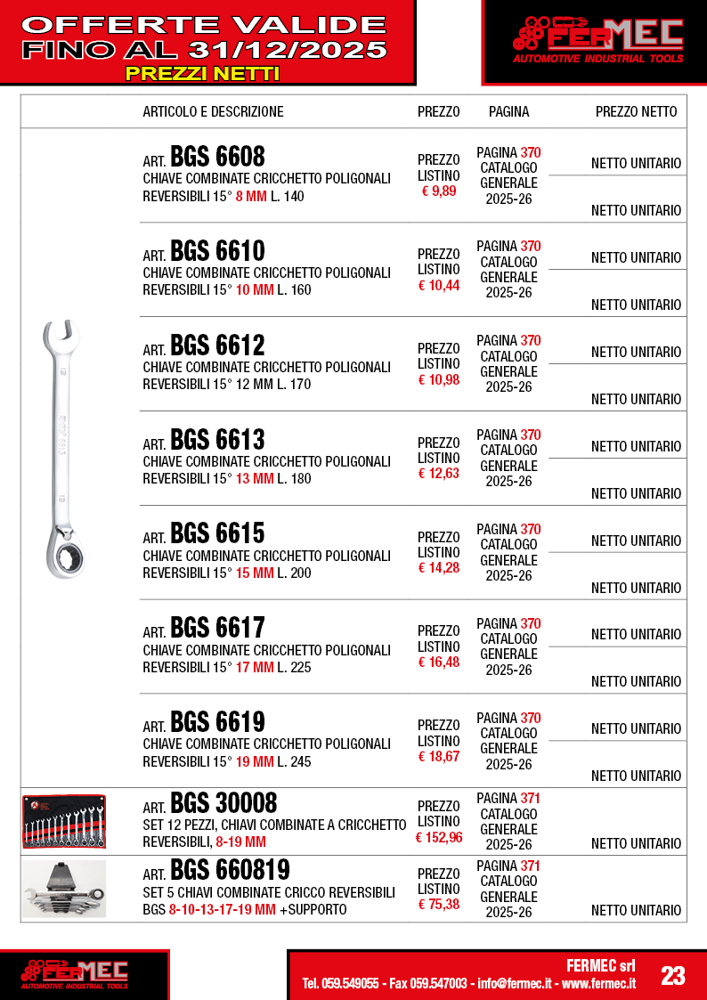 OFFERTE VALIDE
FINO AL 31/12/2025
PREZZI NETTI
FERMEC
AUTOMOTIVE INDUSTRIAL TOOLS
ARTICOLO E DESCRIZIONE PREZZO PAGINA PREZZO NETTO
ART. BGS 6608
CHIAVE COMBINATE CRICCHETTO POLIGONALI
REVERSIBILI 15° 8 MM L. 140
PREZZO
LISTINO
€ 9,89
PAGINA 370
CATALOGO
GENERALE
2025-26
NETTO UNITARIO
NETTO UNITARIO
ART. BGS 6610
CHIAVE COMBINATE CRICCHETTO POLIGONALI
REVERSIBILI 15° 10 MM L. 160
PREZZO
LISTINO
€ 10,44
PAGINA 370
CATALOGO
GENERALE
2025-26
NETTO UNITARIO
NETTO UNITARIO
ART. BGS 6612
CHIAVE COMBINATE CRICCHETTO POLIGONALI
REVERSIBILI 15° 12 MM L. 170
PREZZO
LISTINO
€ 10,98
PAGINA 370
CATALOGO
GENERALE
2025-26
NETTO UNITARIO
NETTO UNITARIO
ART. BGS 6613
CHIAVE COMBINATE CRICCHETTO POLIGONALI
REVERSIBILI 15° 13 MM L. 180
PREZZO
LISTINO
€ 12,63
PAGINA 370
CATALOGO
GENERALE
2025-26
NETTO UNITARIO
NETTO UNITARIO
ART. BGS 6615
CHIAVE COMBINATE CRICCHETTO POLIGONALI
REVERSIBILI 15° 15 MM L. 200
PREZZO
LISTINO
€ 14,28
PAGINA 370
CATALOGO
GENERALE
2025-26
NETTO UNITARIO
NETTO UNITARIO
ART. BGS 6617
CHIAVE COMBINATE CRICCHETTO POLIGONALI
REVERSIBILI 15° 17 MM L. 225
PREZZO
LISTINO
€ 16,48
PAGINA 370
CATALOGO
GENERALE
2025-26
NETTO UNITARIO
NETTO UNITARIO
ART. BGS 6619
CHIAVE COMBINATE CRICCHETTO POLIGONALI
REVERSIBILI 15° 19 MM L. 245
PREZZO
LISTINO
€ 18,67
PAGINA 370
CATALOGO
GENERALE
2025-26
NETTO UNITARIO
NETTO UNITARIO
ART. BGS 30008
SET 12 PEZZI, CHIAVI COMBINATE A CRICCHETTO
REVERSIBILI, 8-19 MM
PREZZO
LISTINO
€ 152,96
PAGINA 371
CATALOGO
GENERALE
2025-26
NETTO UNITARIO
ART. BGS 660819
SET 5 CHIAVI COMBINATE CRICCO REVERSIBILI
BGS 8-10-13-17-19 MM +SUPPORTO
PREZZO
LISTINO
€ 75,38
PAGINA 371
CATALOGO
GENERALE
2025-26
NETTO UNITARIO
FERMEC
AUTOMOTIVE INDUSTRIAL TOOLS
FERMEC srl
Tel. 059.549055 - Fax 059.547003 - info@fermec.it - www.fermec.it
23